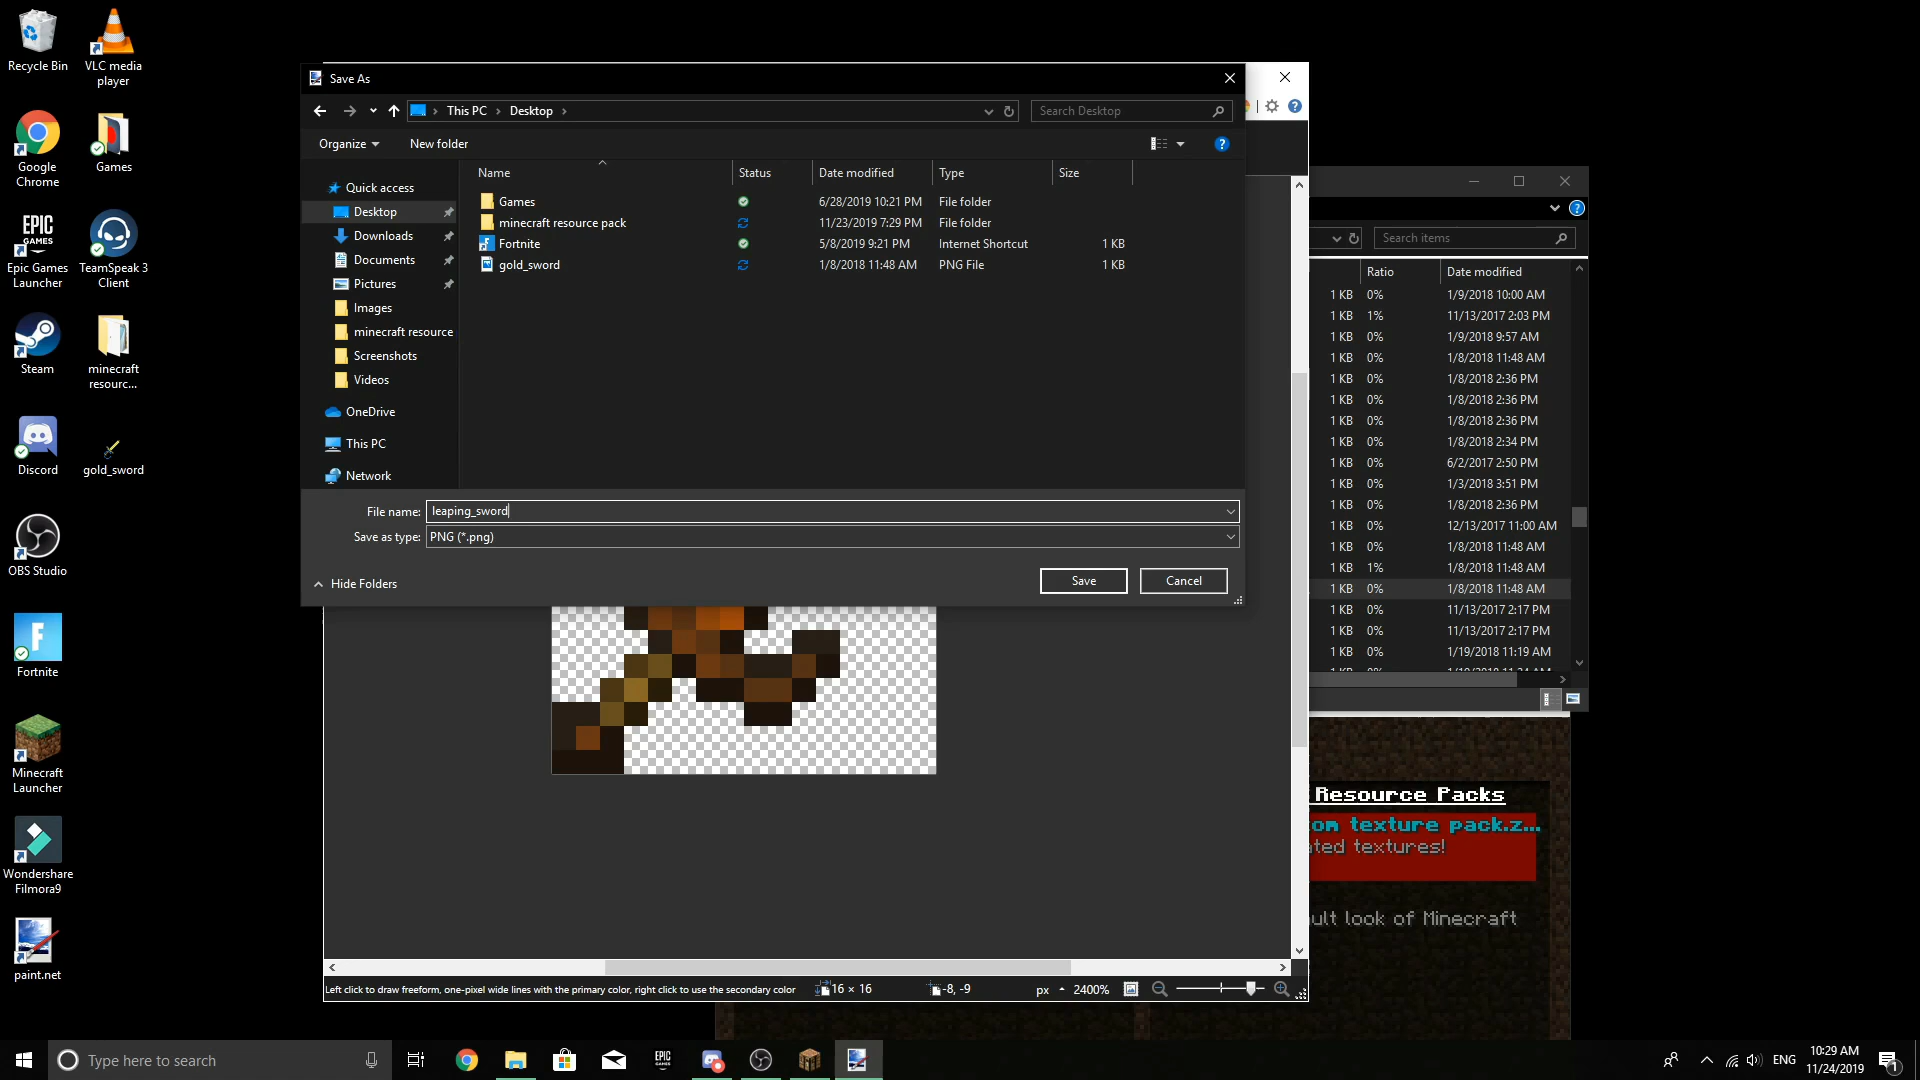 Recycle Bin
VLC media
player
Google
Chrome
Games
EPIC
GAMES
Epic Games
Launcher
TeamSpeak 3
Client
Steam
minecraft
resourc...
Discord
gold_sword
OBS Studio
Fortnite
Minecraft
Launcher
Wondershare
Filmora9
paint.net
Save As
This PC
Desktop
Search Desktop
Organize
New folder
Quick access
Desktop
Downloads
Documents
Pictures
Images
minecraft resource
Screenshots
Videos
OneDrive
This PC
Network
Name Status Date modified Type Size
Games 6/28/2019 10:21 PM File folder
minecraft resource pack 11/23/2019 7:29 PM File folder
Fortnite 5/8/2019 9:21 PM Internet Shortcut 1 KB
gold_sword 1/8/2018 11:48 AM PNG File 1 KB
File name: leaping_sword
Save as type: PNG (*.png)
Hide Folders
Save
Cancel
Left click to draw freeform, one-pixel wide lines with the primary color, right click to use the secondary color
16 × 16
-8, -9
px
2400%
Search items
Ratio Date modified
1 KB 0% 1/9/2018 10:00 AM
1 KB 1% 11/13/2017 2:03 PM
1 KB 0% 1/9/2018 9:57 AM
1 KB 0% 1/8/2018 11:48 AM
1 KB 0% 1/8/2018 2:36 PM
1 KB 0% 1/8/2018 2:36 PM
1 KB 0% 1/8/2018 2:36 PM
1 KB 0% 1/8/2018 2:34 PM
1 KB 0% 6/2/2017 2:50 PM
1 KB 0% 1/3/2018 3:51 PM
1 KB 0% 1/8/2018 2:36 PM
1 KB 0% 12/13/2017 11:00 AM
1 KB 0% 1/8/2018 11:48 AM
1 KB 1% 1/8/2018 11:48 AM
1 KB 0% 1/8/2018 11:48 AM
1 KB 0% 11/13/2017 2:17 PM
1 KB 0% 11/13/2017 2:17 PM
1 KB 0% 1/19/2018 11:19 AM
Resource Packs
om texture pack.z...
ated textures!
ult look of Minecraft
Type here to search
EPIC
GAMES
ENG
10:29 AM
11/24/2019
1